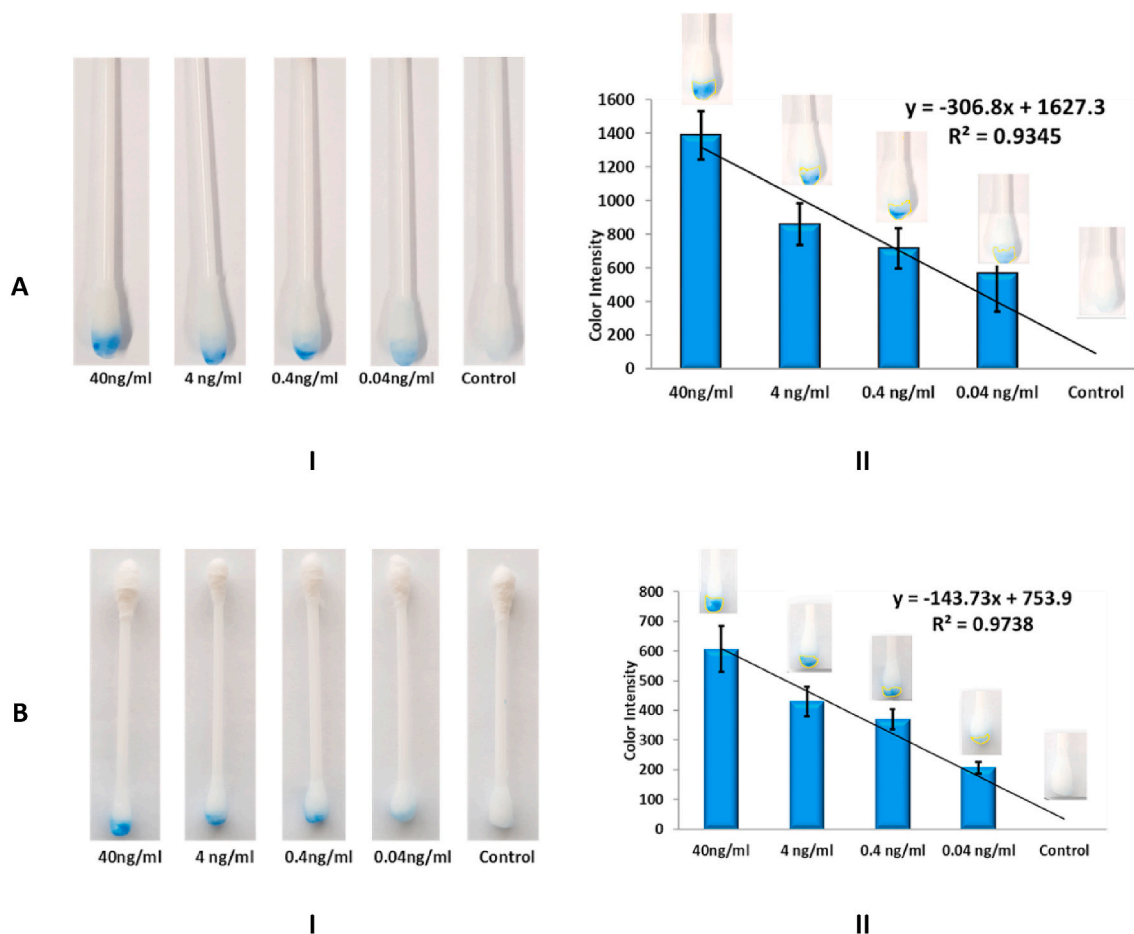 A
40ng/ml 4 ng/ml 0.4ng/ml 0.04ng/ml Control
I
y = -306.8x + 1627.3
R² = 0.9345
Color Intensity
1600
1400
1200
1000
800
600
400
200
0
40ng/ml 4 ng/ml 0.4 ng/ml 0.04 ng/ml Control
II
B
40ng/ml 4 ng/ml 0.4ng/ml 0.04ng/ml Control
I
y = -143.73x + 753.9
R² = 0.9738
Color Intensity
800
700
600
500
400
300
200
100
0
40ng/ml 4 ng/ml 0.4 ng/ml 0.04 ng/ml Control
II